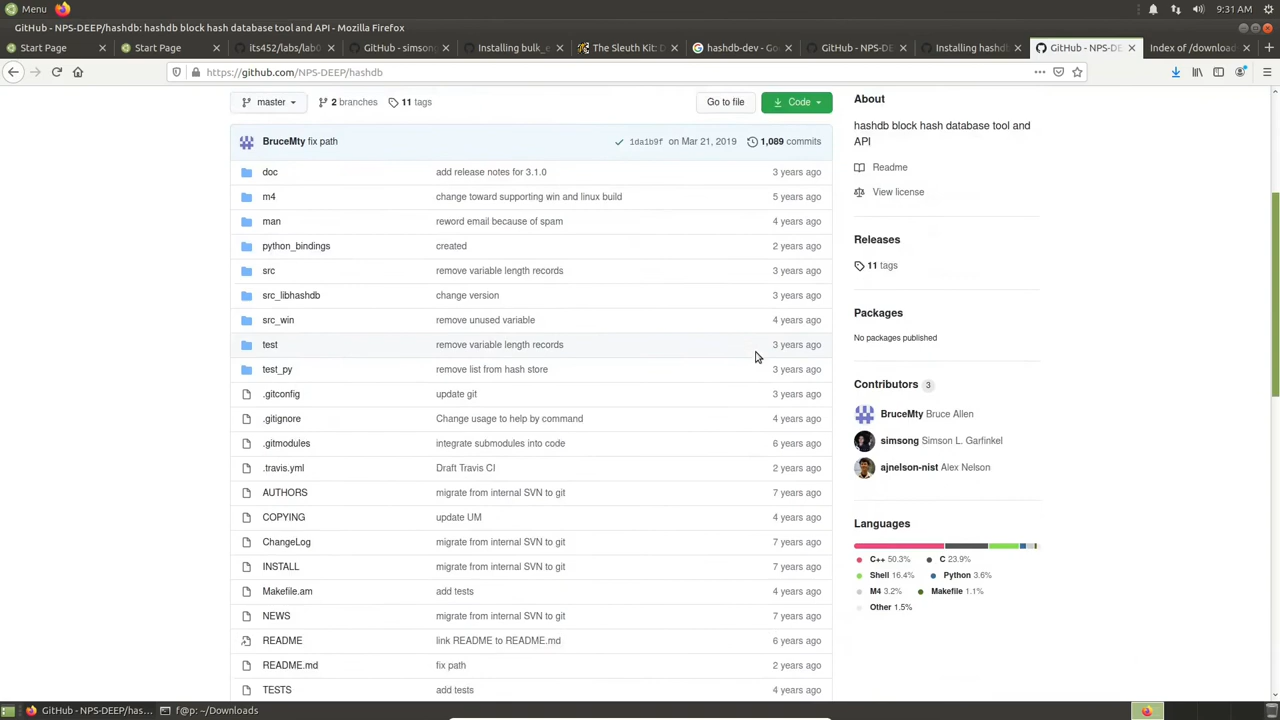 Menu
9:31 AM
GitHub - NPS-DEEP/hashdb: hashdb block hash database tool and API - Mozilla Firefox
Start Page
Start Page
its452/labs/lab0
GitHub - simsong
Installing bulk_e
The Sleuth Kit: D
hashdb-dev - Goo
GitHub - NPS-DE
Installing hashdb
GitHub - NPS-DE
Index of /download
https://github.com/NPS-DEEP/hashdb
master
2 branches
11 tags
Go to file
Code
BruceMty fix path
1da1b9f on Mar 21, 2019
1,089 commits
doc add release notes for 3.1.0 3 years ago
m4 change toward supporting win and linux build 5 years ago
man reword email because of spam 4 years ago
python_bindings created 2 years ago
src remove variable length records 3 years ago
src_libhashdb change version 3 years ago
src_win remove unused variable 4 years ago
test remove variable length records 3 years ago
test_py remove list from hash store 3 years ago
.gitconfig update git 3 years ago
.gitignore Change usage to help by command 4 years ago
.gitmodules integrate submodules into code 6 years ago
.travis.yml Draft Travis CI 2 years ago
AUTHORS migrate from internal SVN to git 7 years ago
COPYING update UM 4 years ago
ChangeLog migrate from internal SVN to git 7 years ago
INSTALL migrate from internal SVN to git 7 years ago
Makefile.am add tests 4 years ago
NEWS migrate from internal SVN to git 7 years ago
README link README to README.md 6 years ago
README.md fix path 2 years ago
TESTS add tests 4 years ago
About
hashdb block hash database tool and
API
Readme
View license
Releases
11 tags
Packages
No packages published
Contributors 3
BruceMty Bruce Allen
simsong Simson L. Garfinkel
ajnelson-nist Alex Nelson
Languages
C++ 50.3% C 23.9%
Shell 16.4% Python 3.6%
M4 3.2% Makefile 1.1%
Other 1.5%
GitHub - NPS-DEEP/has...
f@p: ~/Downloads